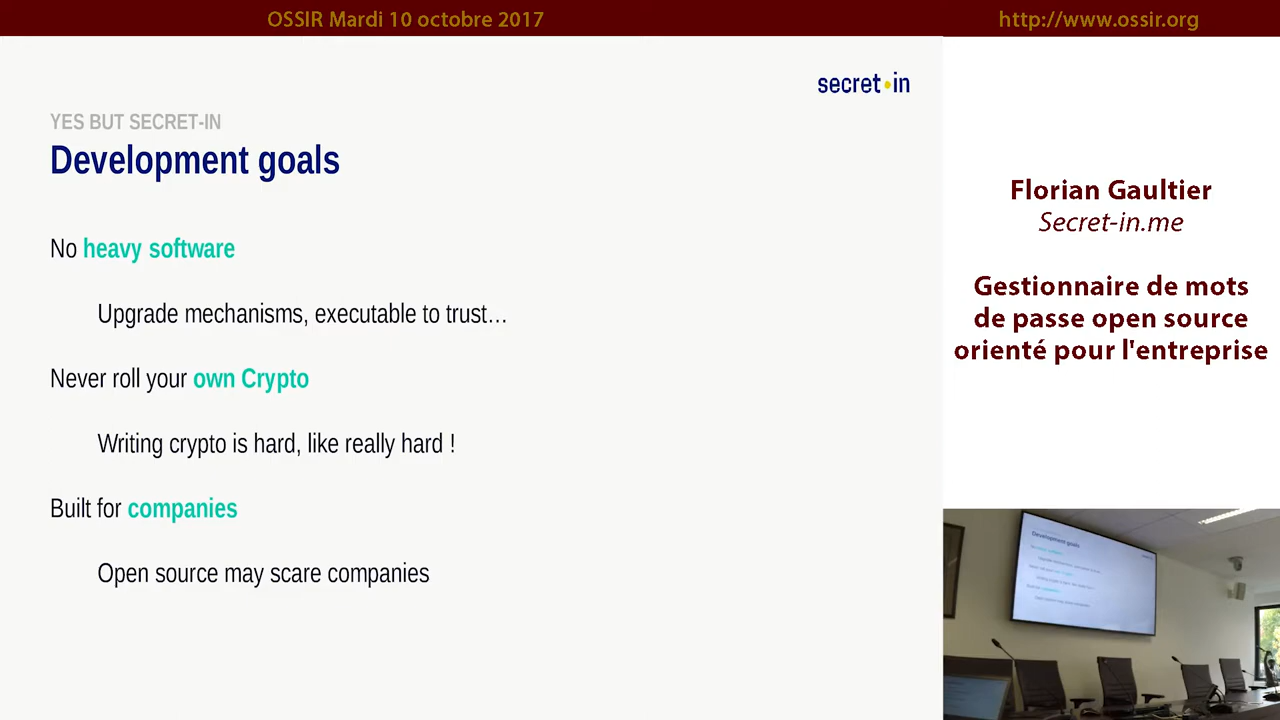 OSSIR Mardi 10 octobre 2017
http://www.ossir.org
secret•in
YES BUT SECRET-IN
Development goals
No heavy software
Upgrade mechanisms, executable to trust…
Never roll your own Crypto
Writing crypto is hard, like really hard !
Built for companies
Open source may scare companies
Florian Gaultier
Secret-in.me
Gestionnaire de mots
de passe open source
orienté pour l'entreprise
Development goals